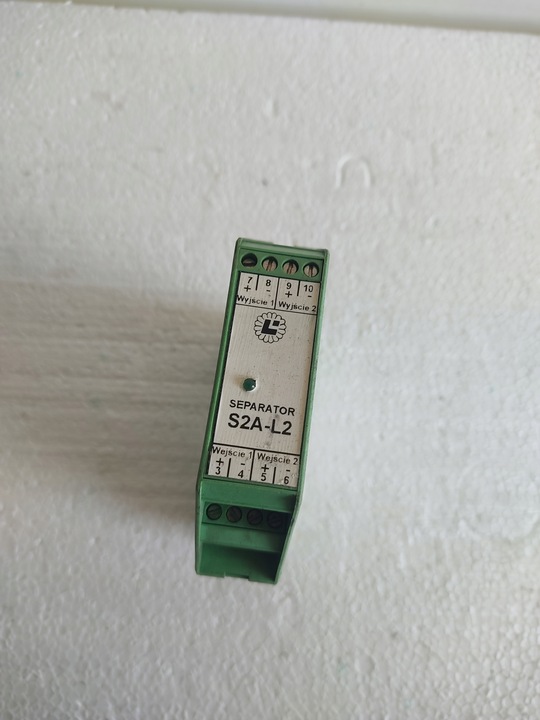 7 8 9 10
+ - + -
Wyjście 1 Wyjście 2
SEPARATOR
S2A-L2
Wejście 1 Wejście 2
+ - + -
3 4 5 6